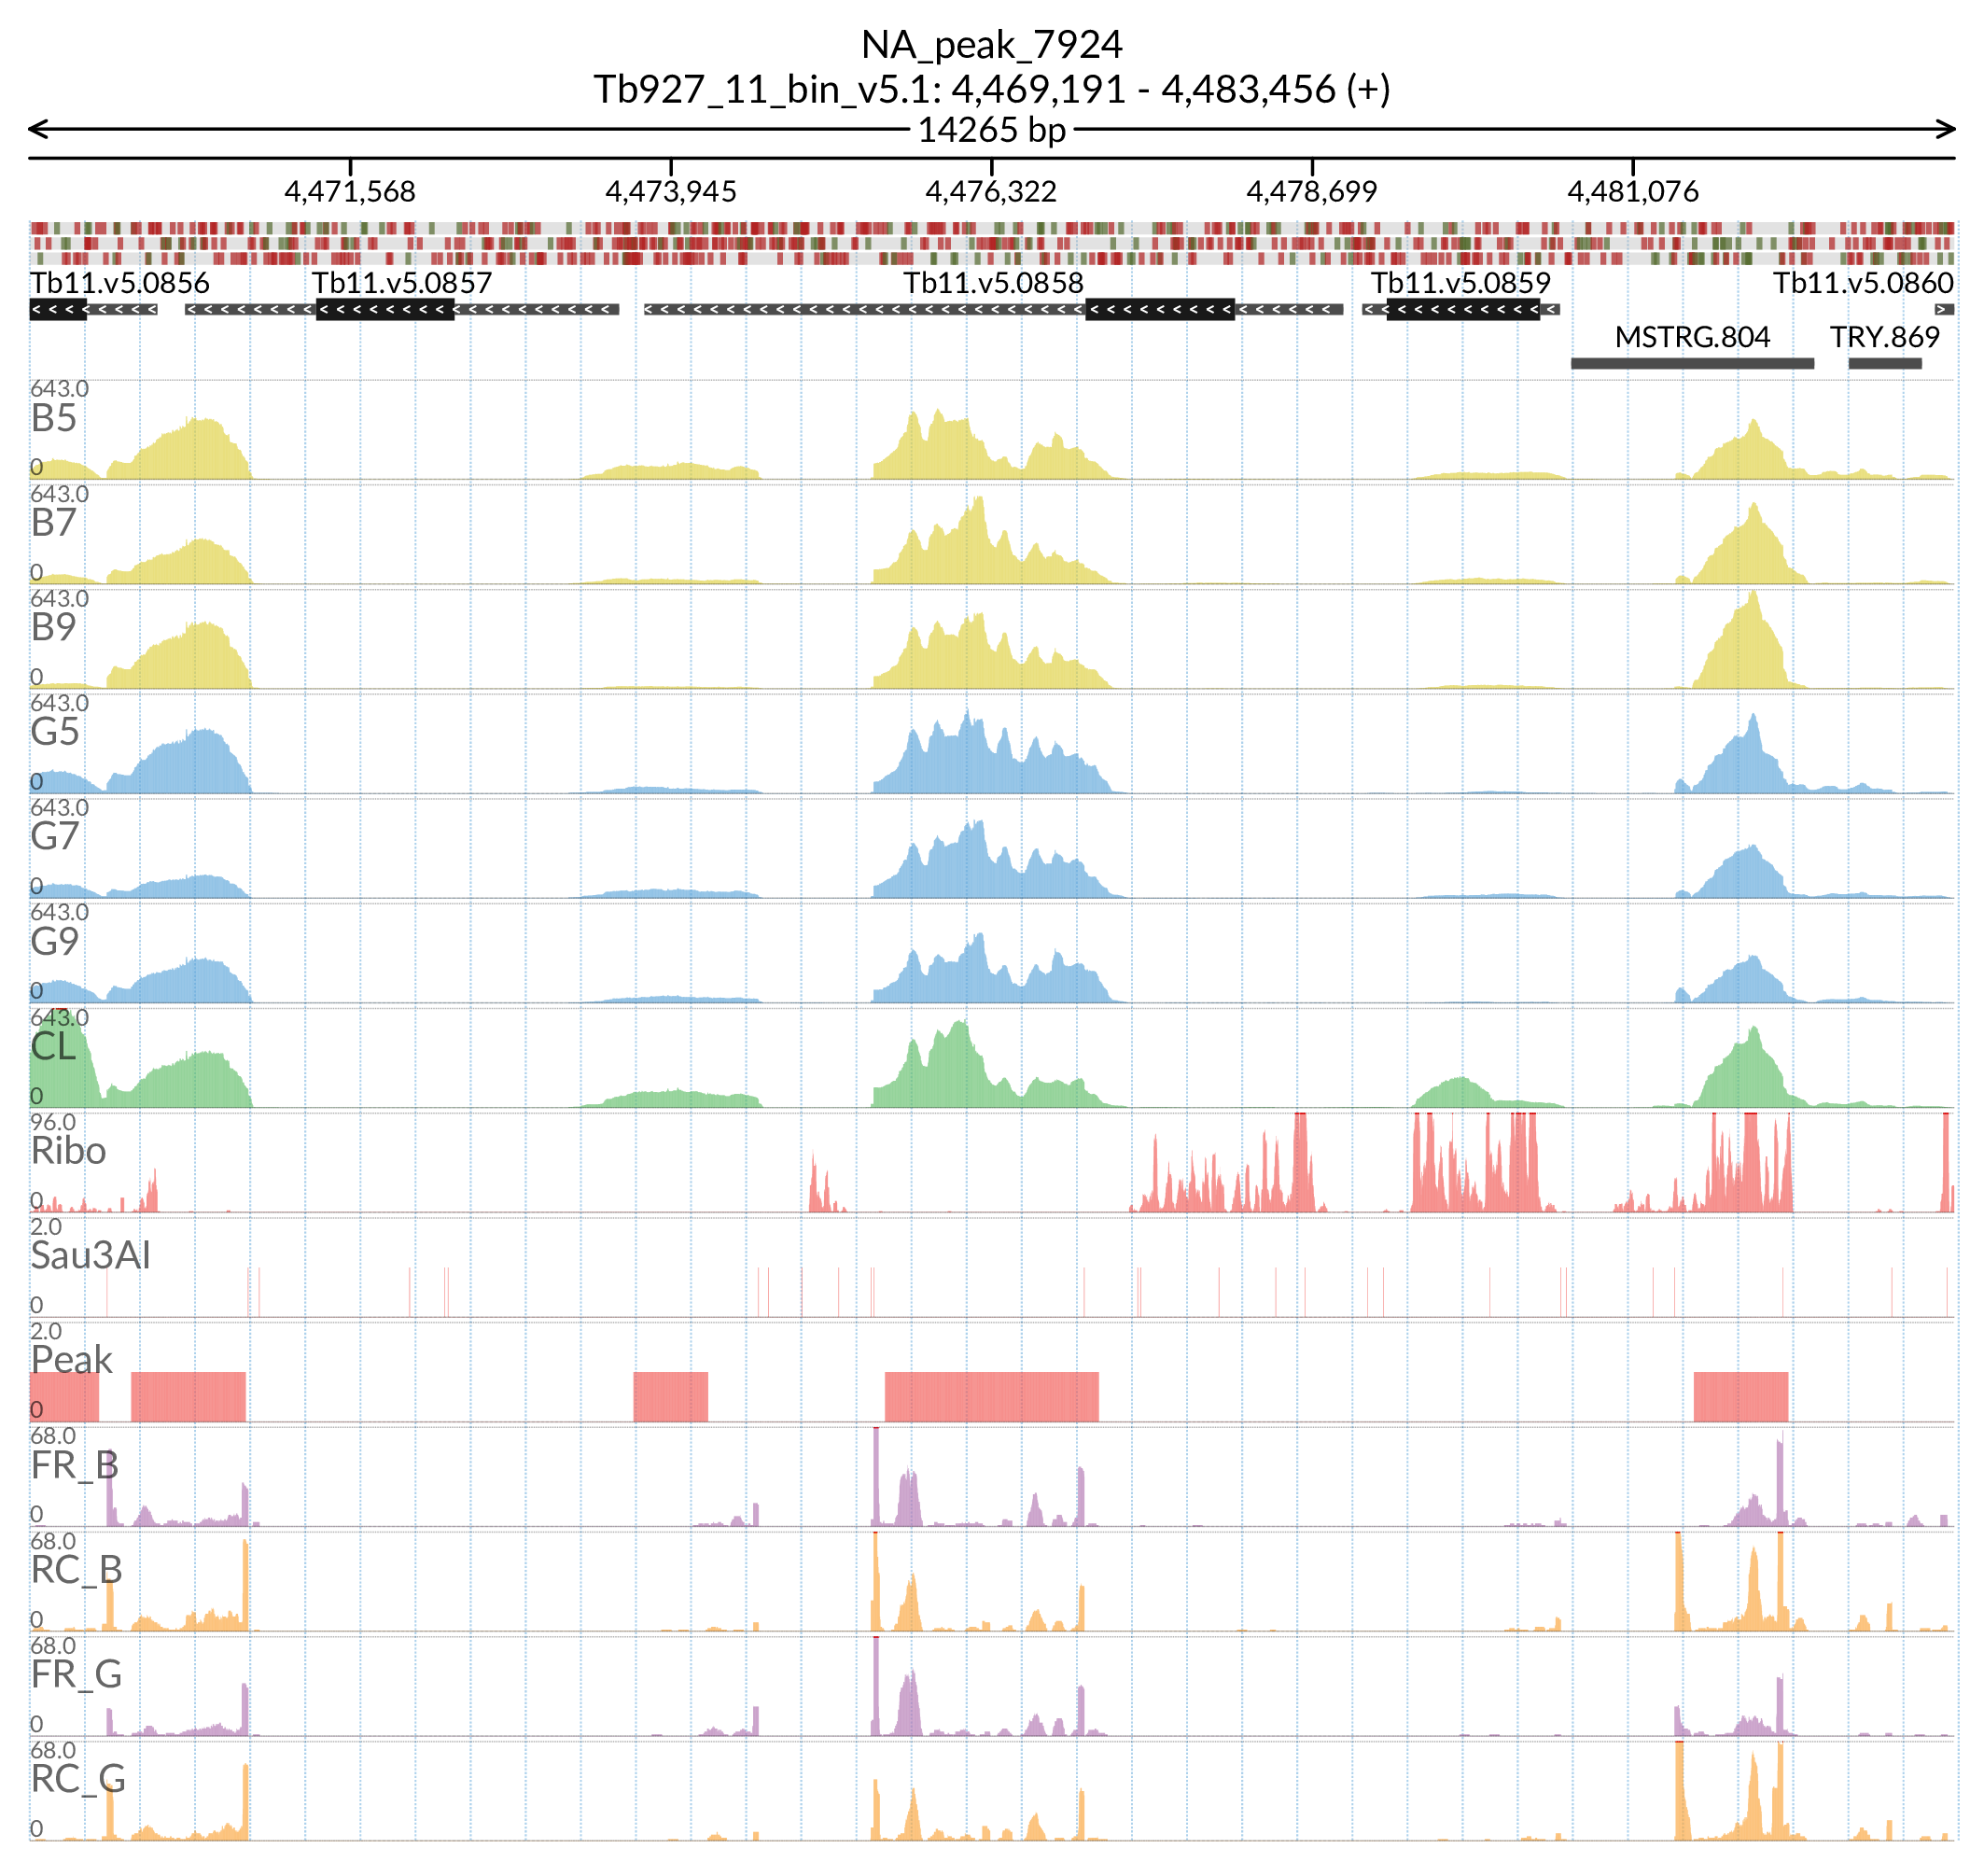 NA_peak_7924
Tb927_11_bin_v5.1: 4,469,191 - 4,483,456 (+)
14265 bp
4,471,568 4,473,945 4,476,322 4,478,699 4,481,076
Tb11.v5.0856 Tb11.v5.0857 Tb11.v5.0858 Tb11.v5.0859 Tb11.v5.0860
MSTRG.804 TRY.869
643.0
B5
0
643.0
B7
0
643.0
B9
0
643.0
G5
0
643.0
G7
0
643.0
G9
0
643.0
CL
0
96.0
Ribo
0
2.0
Sau3AI
0
2.0
Peak
0
68.0
FR_B
0
68.0
RC_B
0
68.0
FR_G
0
68.0
RC_G
0